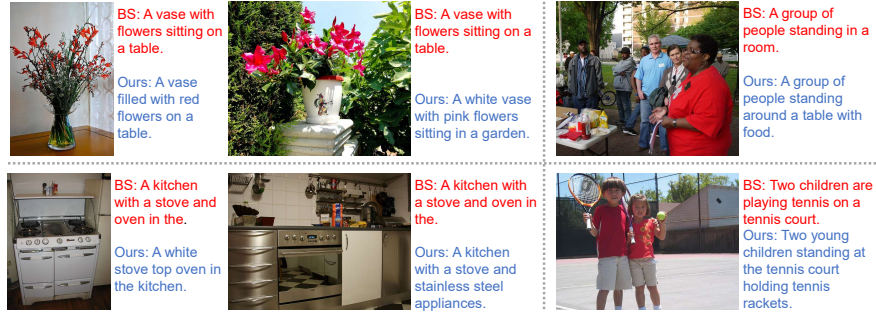 BS: A vase with
flowers sitting on
a table.
Ours: A vase
filled with red
flowers on a
table.
BS: A vase with
flowers sitting on a
table.
Ours: A white vase
with pink flowers
sitting in a garden.
BS: A group of
people standing in a
room.
Ours: A group of
people standing
around a table with
food.
BS: A kitchen
with a stove and
oven in the.
Ours: A white
stove top oven in
the kitchen.
BS: A kitchen with
a stove and oven in
the.
Ours: A kitchen
with a stove and
stainless steel
appliances.
BS: Two children are
playing tennis on a
tennis court.
Ours: Two young
children standing at
the tennis court
holding tennis
rackets.